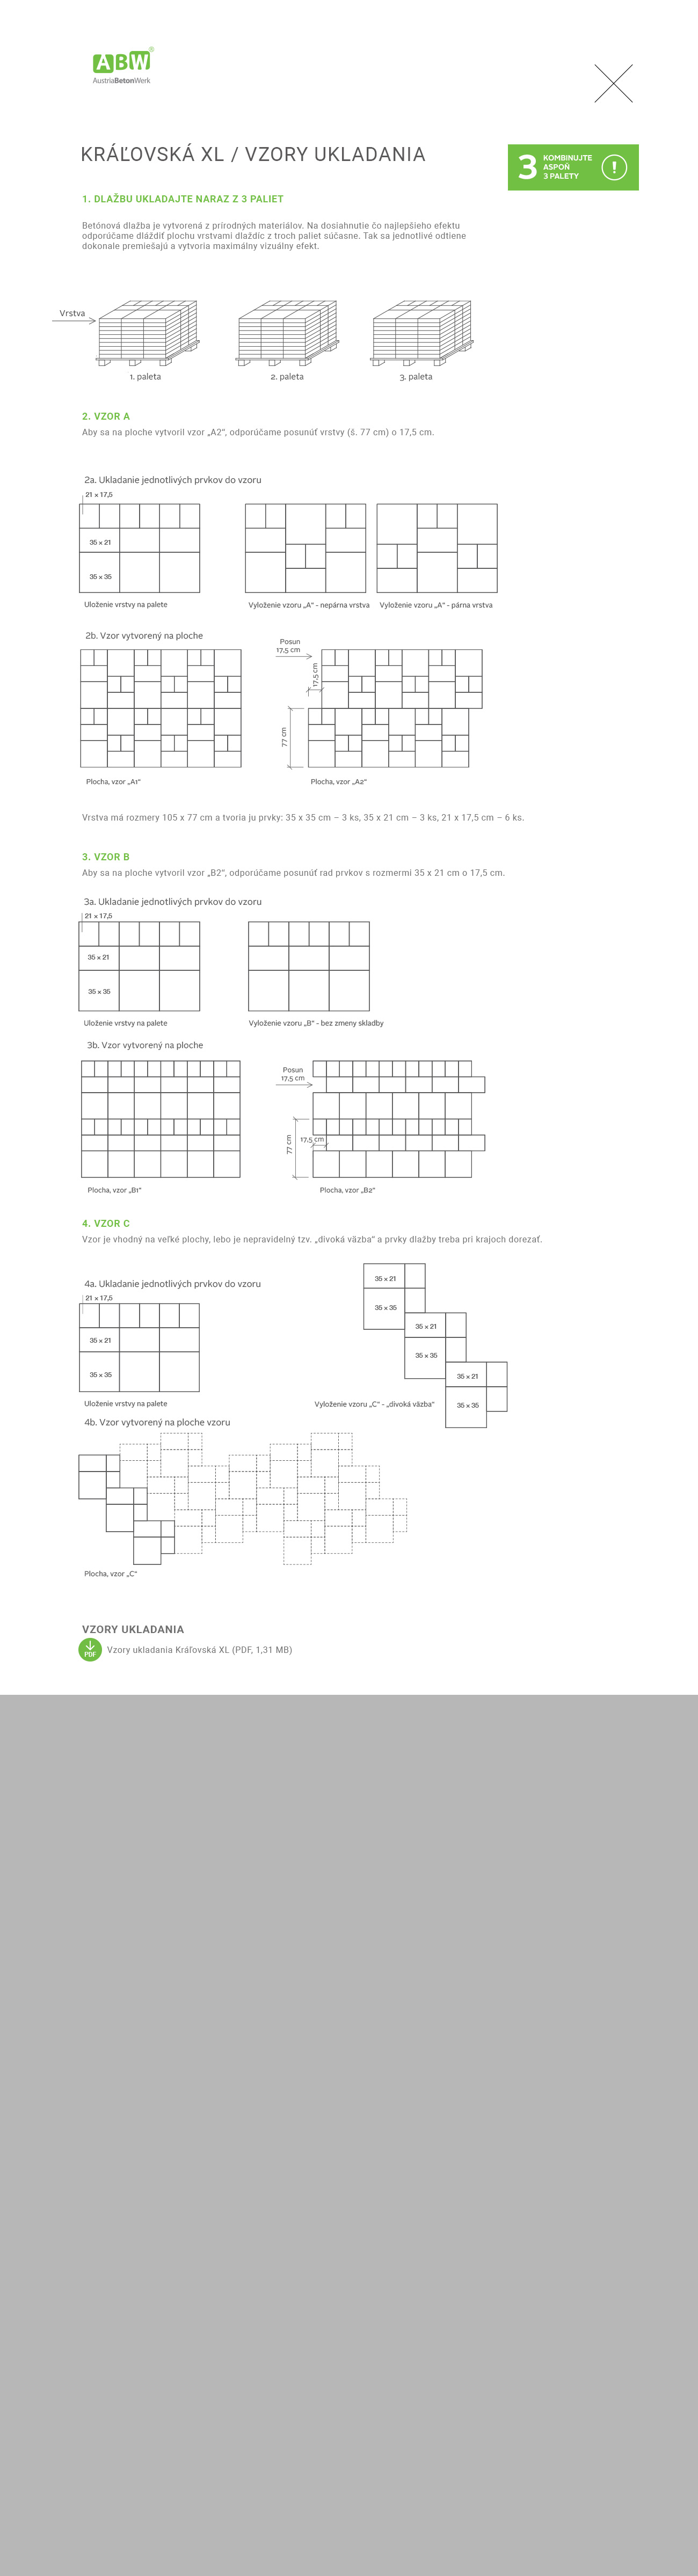 ABW®
AustriaBetonWerk
KRÁĽOVSKÁ XL / VZORY UKLADANIA
3 KOMBINUJTE
ASPOŇ
3 PALETY
!
1. DLAŽBU UKLADAJTE NARAZ Z 3 PALIET
Betónová dlažba je vytvorená z prírodných materiálov. Na dosiahnutie čo najlepšieho efektu
odporúčame dláždiť plochu vrstvami dlaždíc z troch paliet súčasne. Tak sa jednotlivé odtiene
dokonale premiešajú a vytvoria maximálny vizuálny efekt.
Vrstva
1. paleta
2. paleta
3. paleta
2. VZOR A
Aby sa na ploche vytvoril vzor „A2“, odporúčame posunúť vrstvy (š. 77 cm) o 17,5 cm.
2a. Ukladanie jednotlivých prvkov do vzoru
21 x 17,5
35 x 21
35 x 35
Uloženie vrstvy na palete
Vyloženie vzoru „A“ - nepárna vrstva
Vyloženie vzoru „A“ - párna vrstva
2b. Vzor vytvorený na ploche
Posun
17,5 cm
17,5 cm
77 cm
Plocha, vzor „A1“
Plocha, vzor „A2“
Vrstva má rozmery 105 x 77 cm a tvoria ju prvky: 35 x 35 cm – 3 ks, 35 x 21 cm – 3 ks, 21 x 17,5 cm – 6 ks.
3. VZOR B
Aby sa na ploche vytvoril vzor „B2“, odporúčame posunúť rad prvkov s rozmermi 35 x 21 cm o 17,5 cm.
3a. Ukladanie jednotlivých prvkov do vzoru
21 x 17,5
35 x 21
35 x 35
Uloženie vrstvy na palete
Vyloženie vzoru „B“ - bez zmeny skladby
3b. Vzor vytvorený na ploche
Posun
17,5 cm
17,5 cm
77 cm
Plocha, vzor „B1“
Plocha, vzor „B2“
4. VZOR C
Vzor je vhodný na veľké plochy, lebo je nepravidelný tzv. „divoká väzba“ a prvky dlažby treba pri krajoch dorezať.
4a. Ukladanie jednotlivých prvkov do vzoru
21 x 17,5
35 x 21
35 x 35
35 x 21
35 x 35
35 x 21
35 x 35
35 x 21
35 x 35
Uloženie vrstvy na palete
Vyloženie vzoru „C“ - „divoká väzba“
4b. Vzor vytvorený na ploche vzoru
Plocha, vzor „C“
VZORY UKLADANIA
PDF
Vzory ukladania Kráľovská XL (PDF, 1,31 MB)